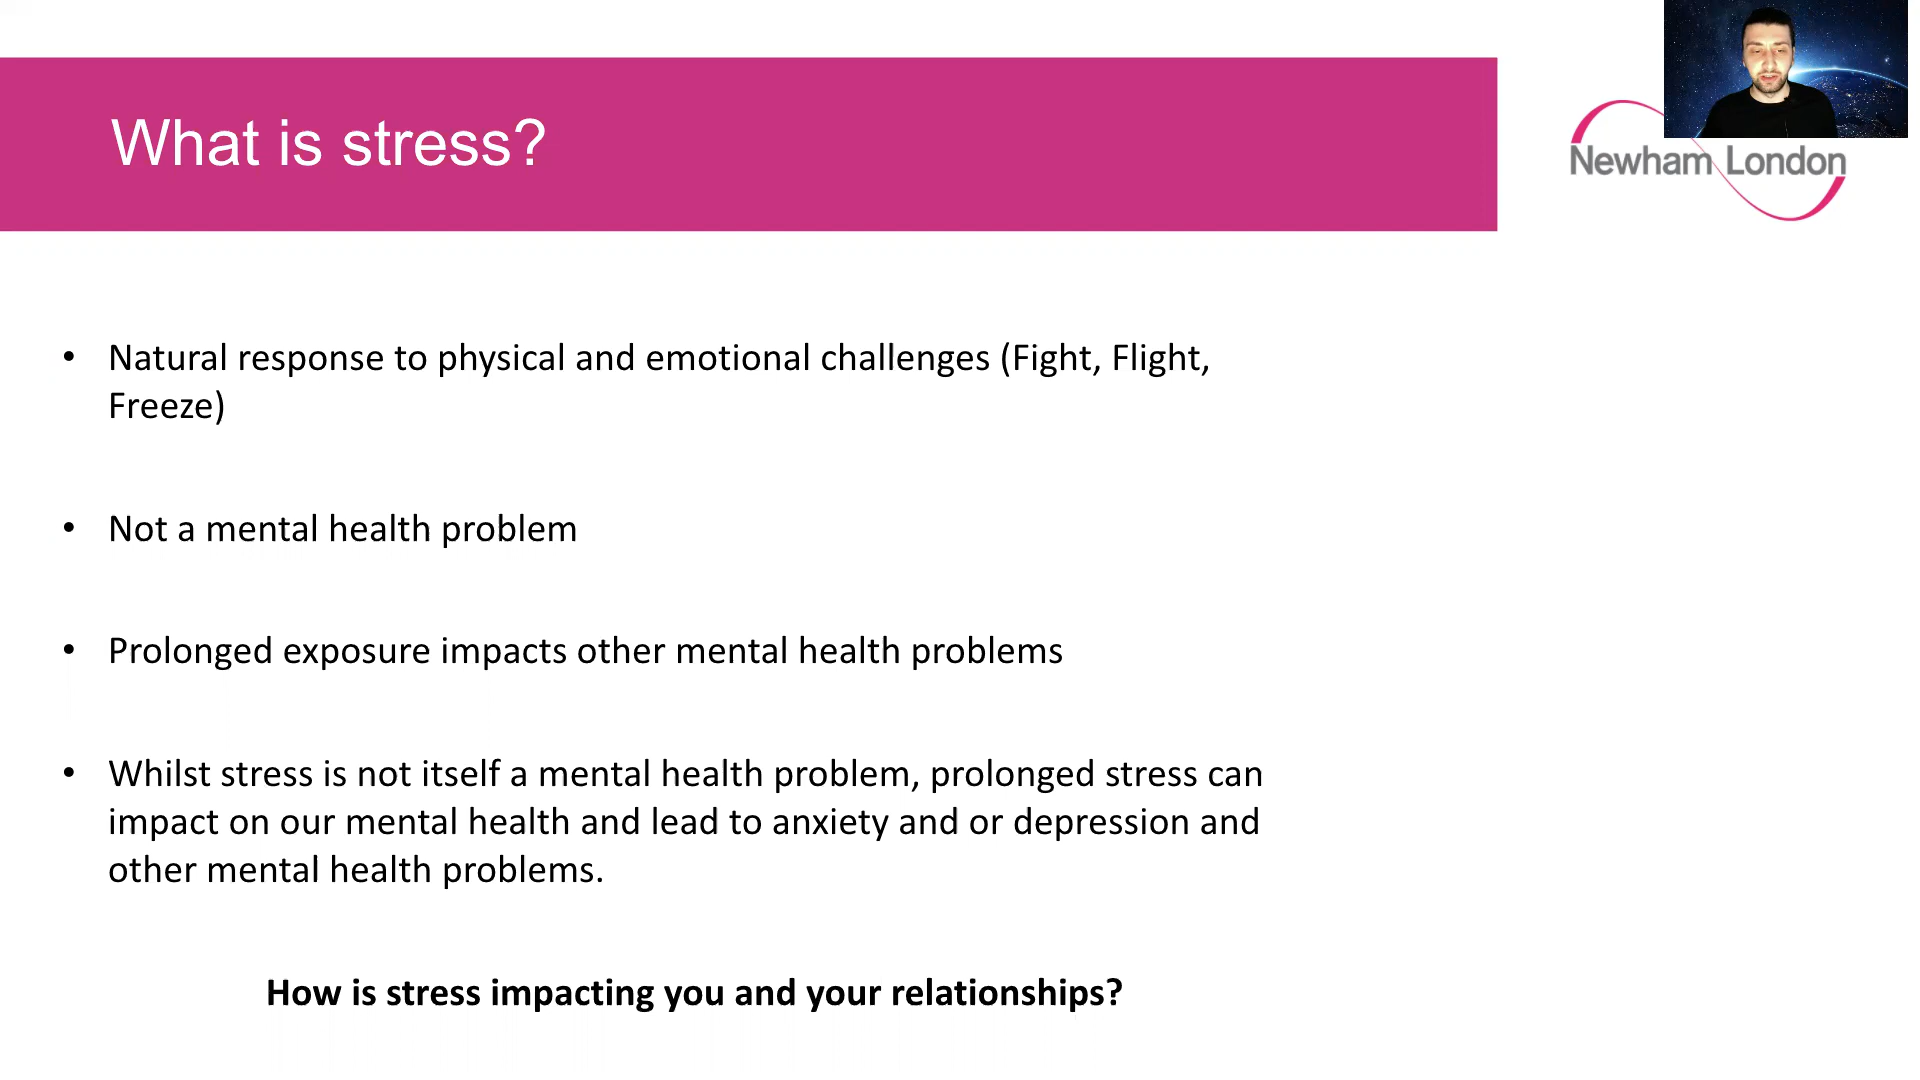 What is stress?
Newham London
• Natural response to physical and emotional challenges (Fight, Flight,
Freeze)
• Not a mental health problem
• Prolonged exposure impacts other mental health problems
• Whilst stress is not itself a mental health problem, prolonged stress can
impact on our mental health and lead to anxiety and or depression and
other mental health problems.
How is stress impacting you and your relationships?